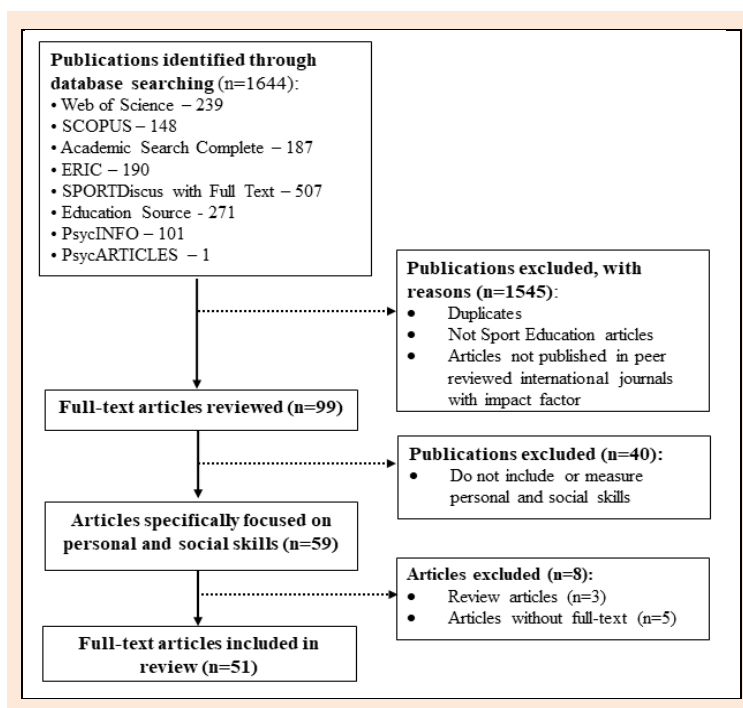 Publications identified through
database searching (n=1644):
• Web of Science – 239
• SCOPUS – 148
• Academic Search Complete – 187
• ERIC – 190
• SPORTDiscus with Full Text – 507
• Education Source - 271
• PsycINFO – 101
• PsycARTICLES – 1
Publications excluded, with
reasons (n=1545):
• Duplicates
• Not Sport Education articles
• Articles not published in peer
reviewed international journals
with impact factor
Full-text articles reviewed (n=99)
Publications excluded (n=40):
• Do not include or measure
personal and social skills
Articles specifically focused on
personal and social skills (n=59)
Articles excluded (n=8):
• Review articles (n=3)
• Articles without full-text (n=5)
Full-text articles included in
review (n=51)